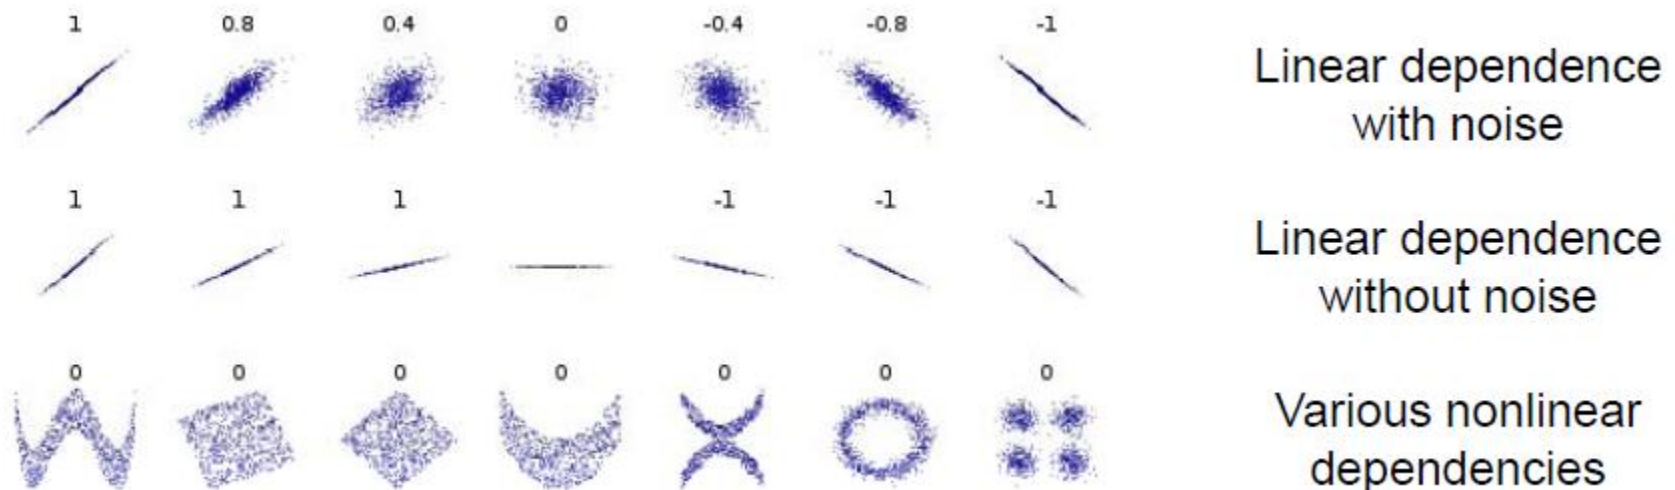 1 0.8 0.4 0 -0.4 -0.8 -1
Linear dependence
with noise
1 1 1 -1 -1 -1
Linear dependence
without noise
0 0 0 0 0 0 0
Various nonlinear
dependencies